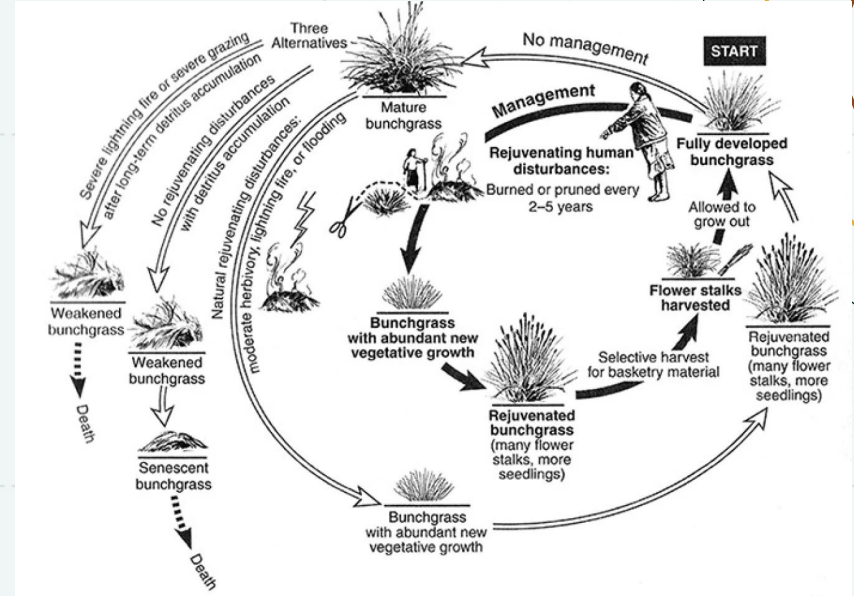 START
Fully developed
bunchgrass
No management
Mature
bunchgrass
Three
Alternatives
Severe lightning fire or severe grazing
after long-term detritus accumulation
Weakened
bunchgrass
Death
No rejuvenating disturbances
with detritus accumulation
Weakened
bunchgrass
Senescent
bunchgrass
Death
Natural rejuvenating disturbances:
moderate herbivory, lightning fire, or flooding
Bunchgrass
with abundant new
vegetative growth
Rejuvenated
bunchgrass
(many flower
stalks, more
seedlings)
Management
Rejuvenating human
disturbances:
Burned or pruned every
2–5 years
Bunchgrass
with abundant new
vegetative growth
Rejuvenated
bunchgrass
(many flower
stalks, more
seedlings)
Selective harvest
for basketry material
Flower stalks
harvested
Allowed to
grow out